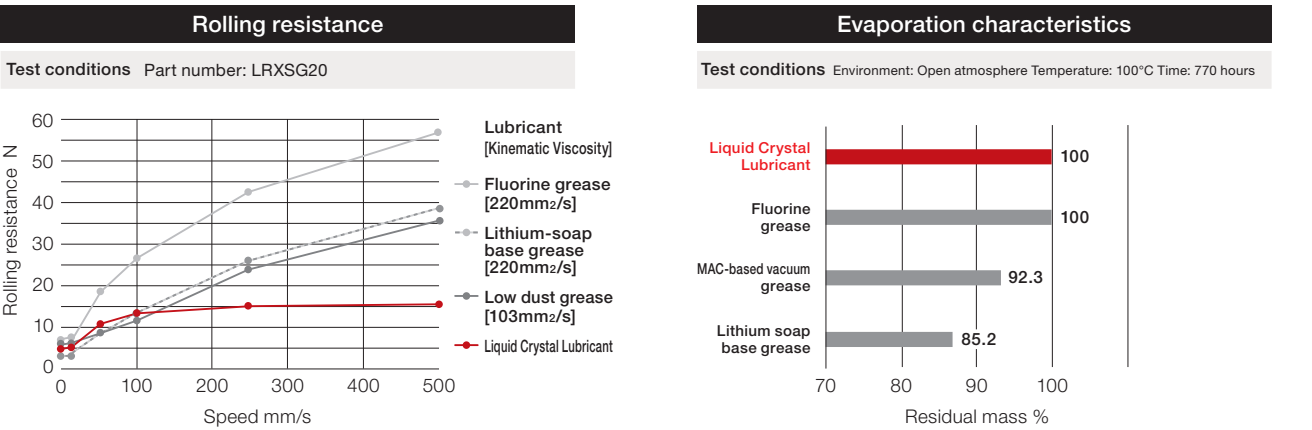 Rolling resistance
Test conditions Part number: LRXSG20
Rolling resistance N
60
50
40
30
20
10
0
0 100 200 300 400 500
Speed mm/s
Lubricant
[Kinematic Viscosity]
Fluorine grease
[220mm2/s]
Lithium-soap
base grease
[220mm2/s]
Low dust grease
[103mm2/s]
Liquid Crystal Lubricant
Evaporation characteristics
Test conditions Environment: Open atmosphere Temperature: 100°C Time: 770 hours
Liquid Crystal
Lubricant
100
Fluorine
grease
100
MAC-based vacuum
grease
92.3
Lithium soap
base grease
85.2
70 80 90 100
Residual mass %